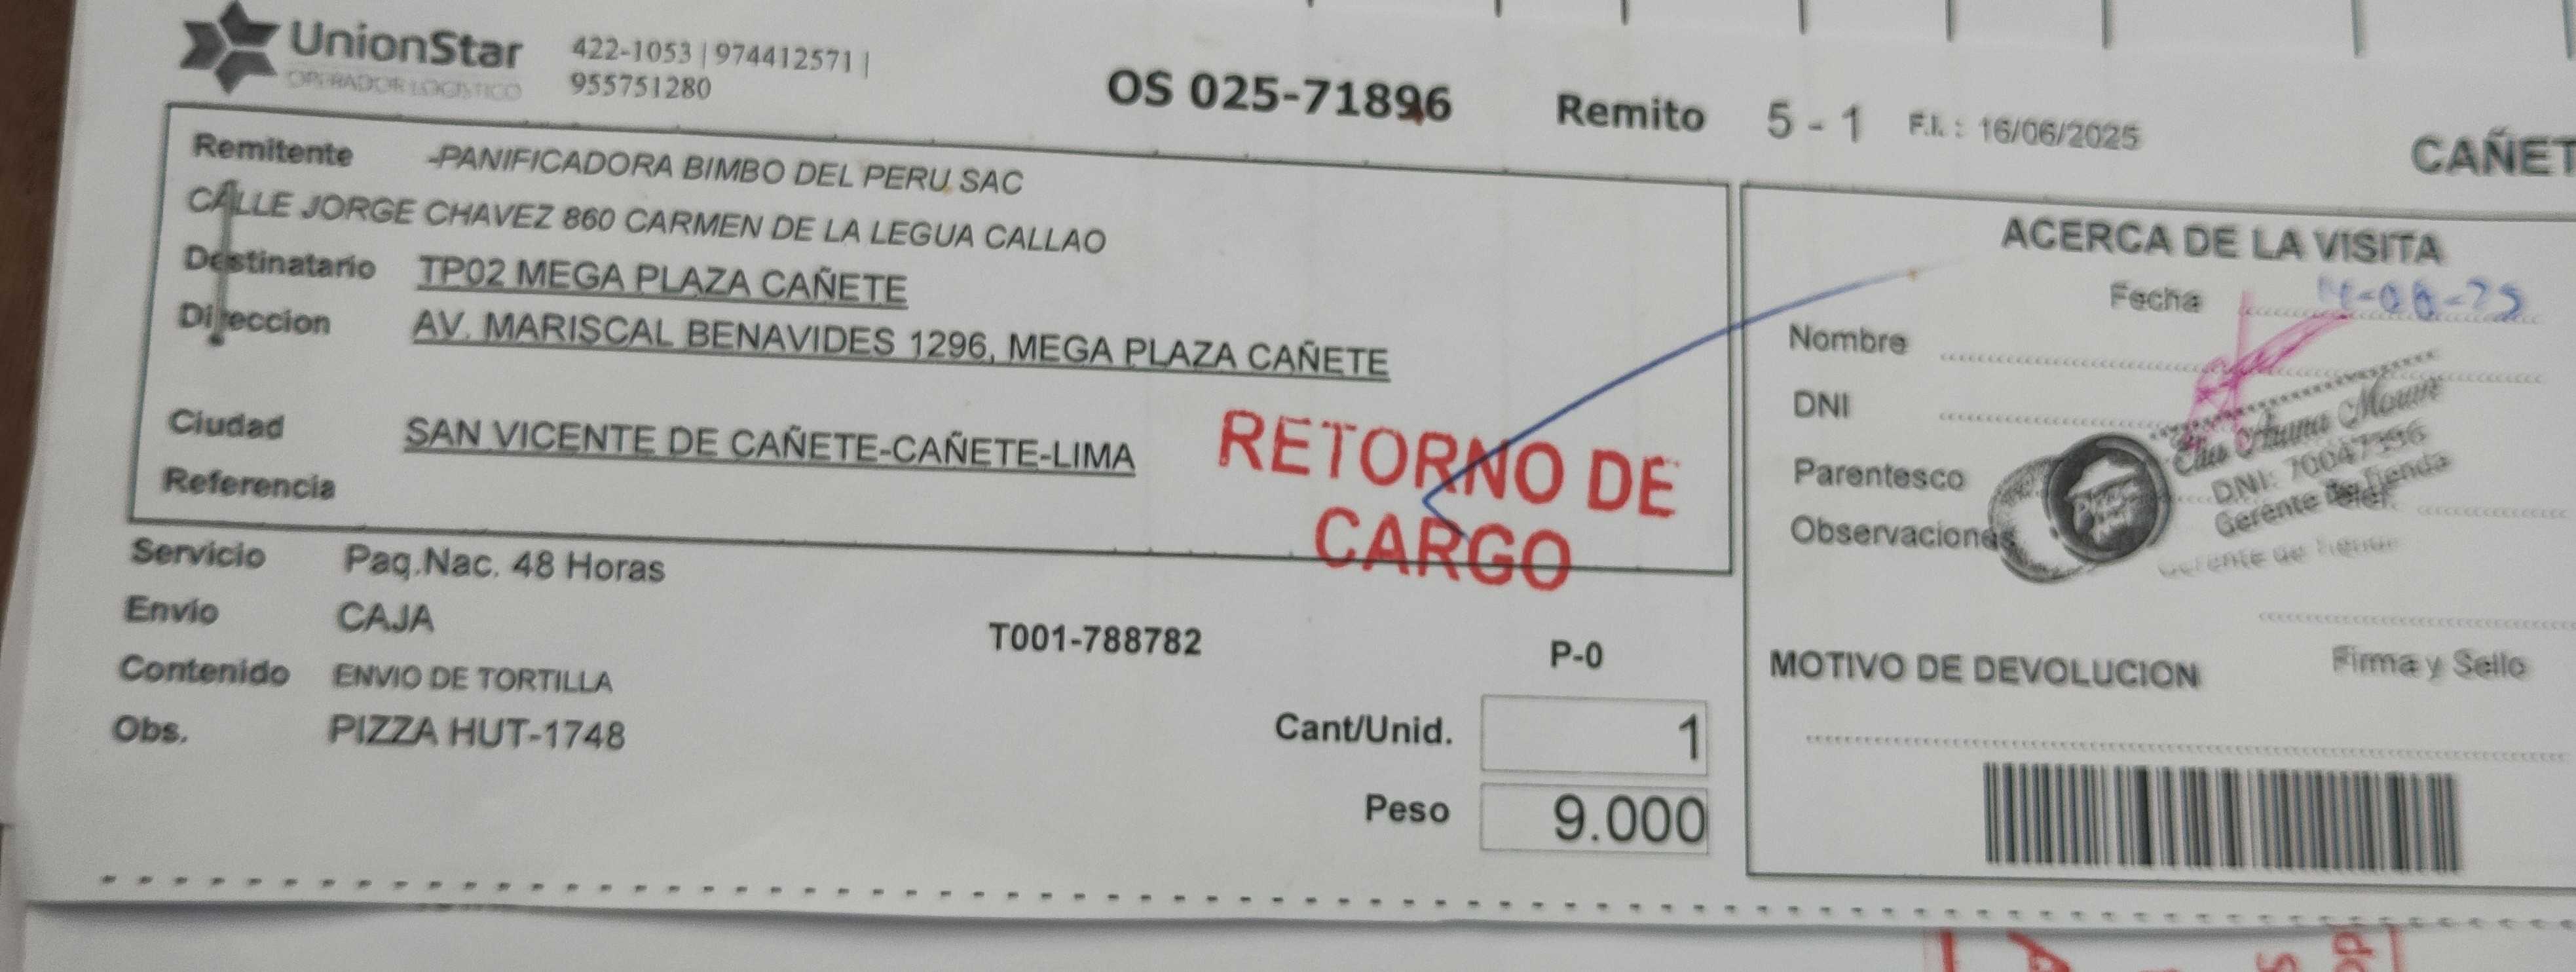 UnionStar
OPERADOR LOGISTICO
422-1053 | 974412571 |
955751280
OS 025-71896
Remito 5 - 1 F.I. : 16/06/2025
CAÑET
Remitente -PANIFICADORA BIMBO DEL PERU SAC
CALLE JORGE CHAVEZ 860 CARMEN DE LA LEGUA CALLAO
Destinatario TP02 MEGA PLAZA CAÑETE
Direccion AV. MARISCAL BENAVIDES 1296, MEGA PLAZA CAÑETE
Ciudad SAN VICENTE DE CAÑETE-CAÑETE-LIMA
Referencia
RETORNO DE
CARGO
Servicio Paq.Nac. 48 Horas
Envio CAJA
Contenido ENVIO DE TORTILLA
Obs. PIZZA HUT-1748
T001-788782
P-0
Cant/Unid. 1
Peso 9.000
ACERCA DE LA VISITA
Fecha
Nombre
DNI
Parentesco
Observaciones
DNI:
Gerente de Tienda
Gerente de Tienda
Firma y Sello
MOTIVO DE DEVOLUCION